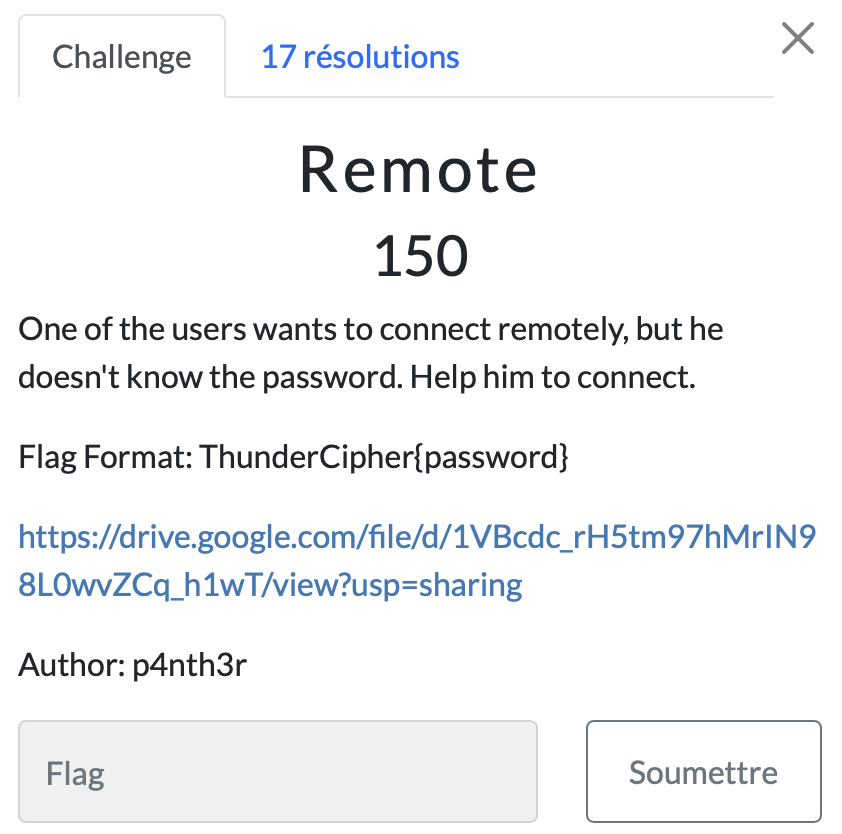 Challenge
17 résolutions
Remote
150
One of the users wants to connect remotely, but he
doesn't know the password. Help him to connect.
Flag Format: ThunderCipher{password}
https://drive.google.com/file/d/1VBcdc_rH5tm97hMrIN9
8L0wvZCq_h1wT/view?usp=sharing
Author: p4nth3r
Flag
Soumettre